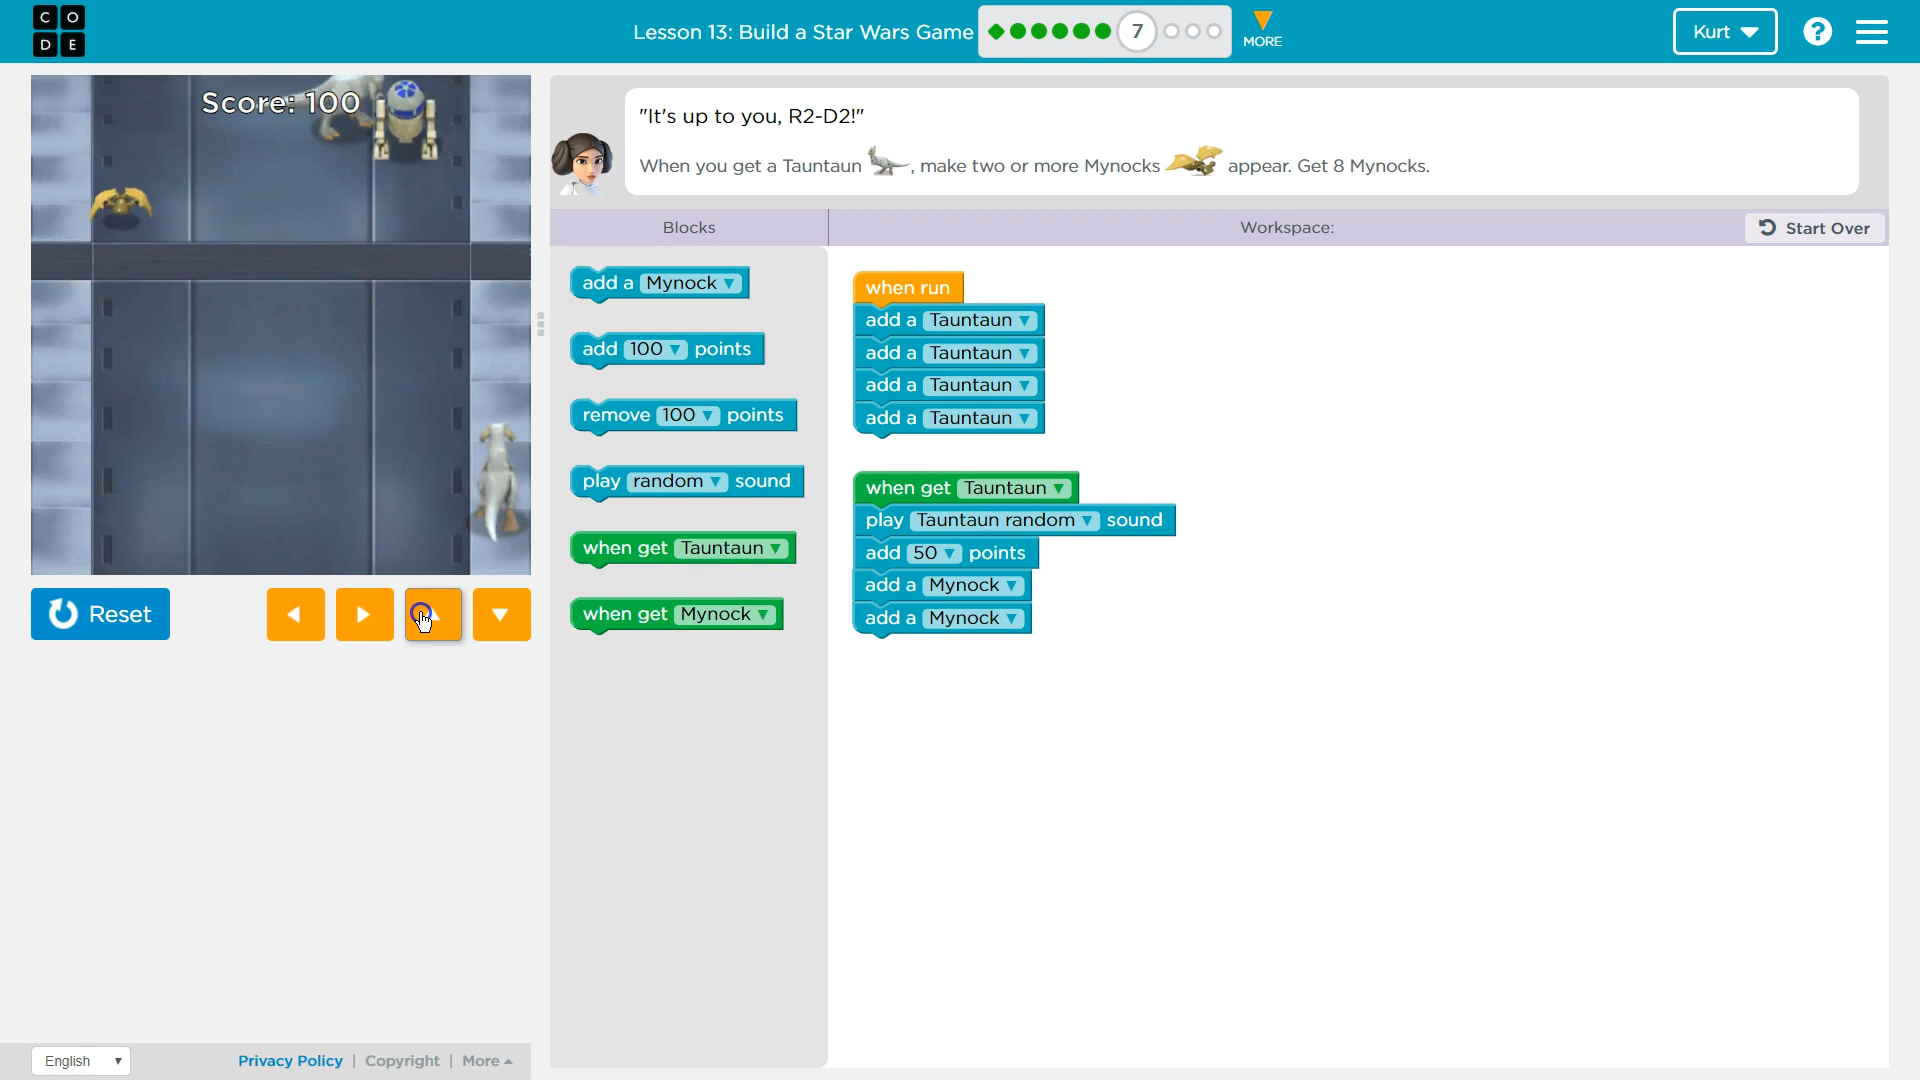 CODE
Lesson 13: Build a Star Wars Game
7
MORE
Kurt
?
Score: 100
"It's up to you, R2-D2!"
When you get a Tauntaun , make two or more Mynocks appear. Get 8 Mynocks.
Blocks
Workspace:
Start Over
add a Mynock
add 100 points
remove 100 points
play random sound
when get Tauntaun
when get Mynock
when run
add a Tauntaun
add a Tauntaun
add a Tauntaun
add a Tauntaun
when get Tauntaun
play Tauntaun random sound
add 50 points
add a Mynock
add a Mynock
Reset
English
Privacy Policy | Copyright | More